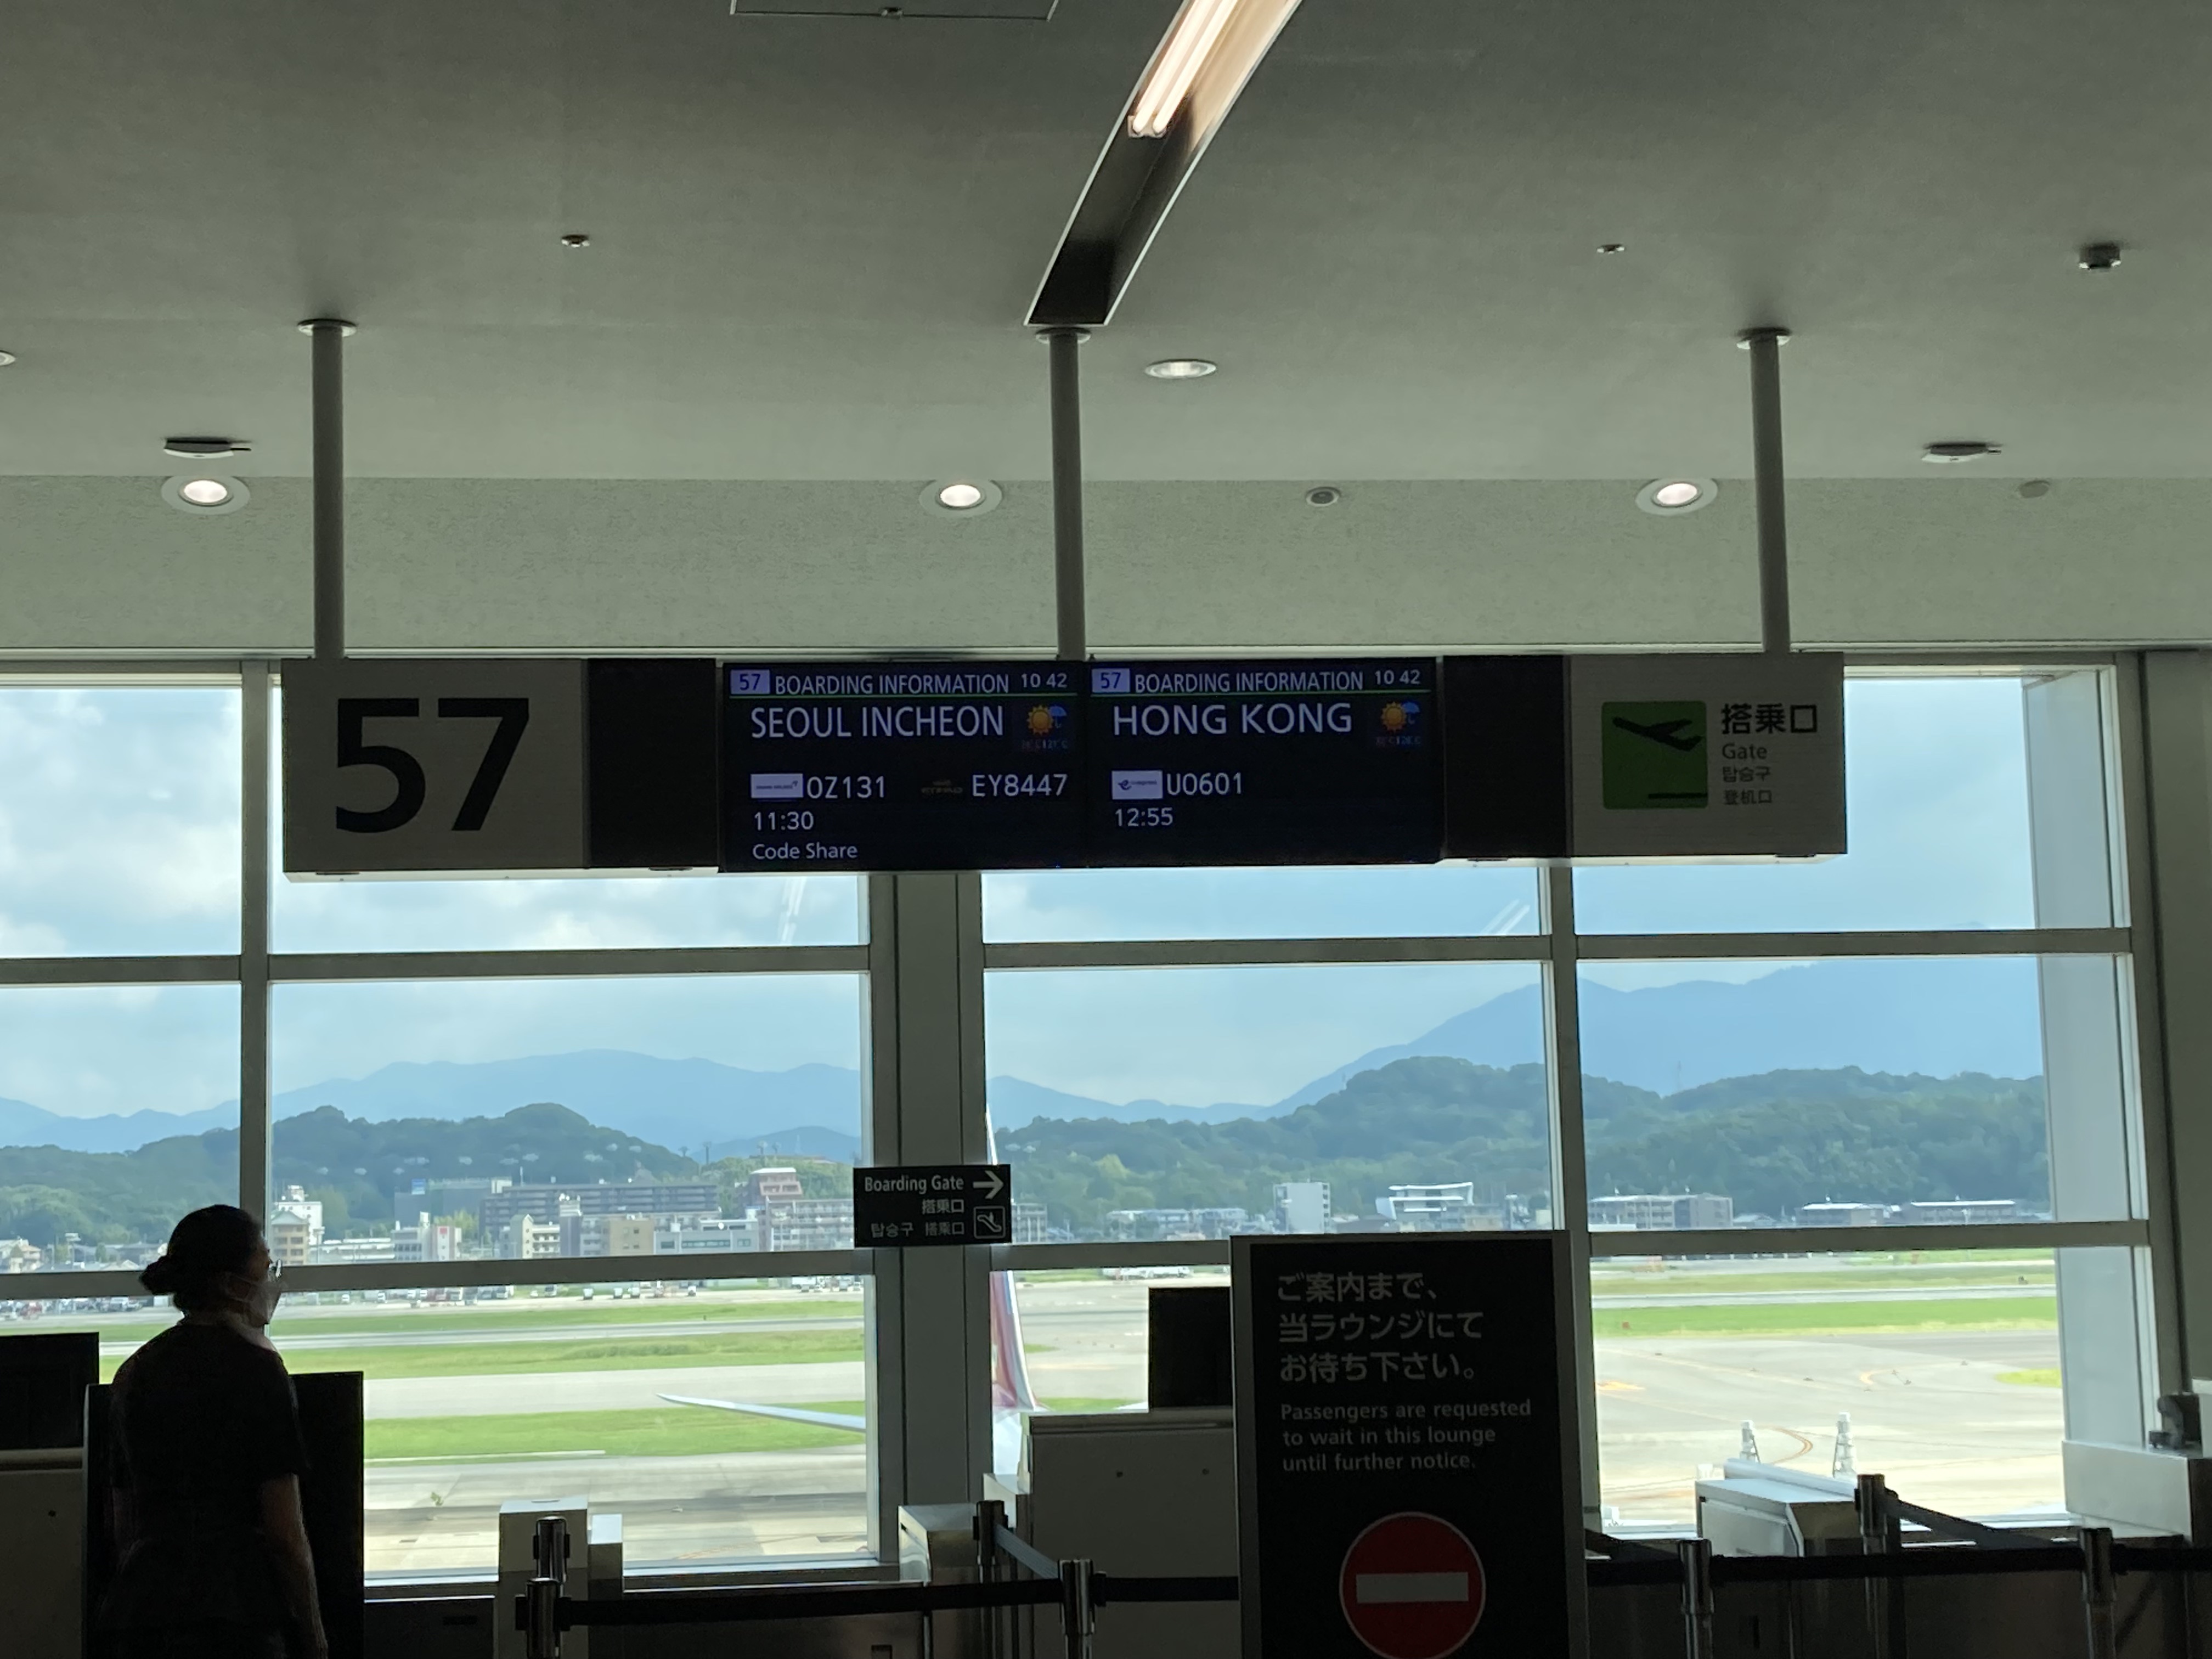 57
57 BOARDING INFORMATION 10 42
SEOUL INCHEON
OZ131 EY8447
11:30
Code Share
57 BOARDING INFORMATION 10 42
HONG KONG
UO601
12:55
搭乗口
Gate
탑승구
登机口
Boarding Gate →
搭乗口
탑승구 搭乘口
ご案内まで、
当ラウンジにて
お待ち下さい。
Passengers are requested
to wait in this lounge
until further notice.